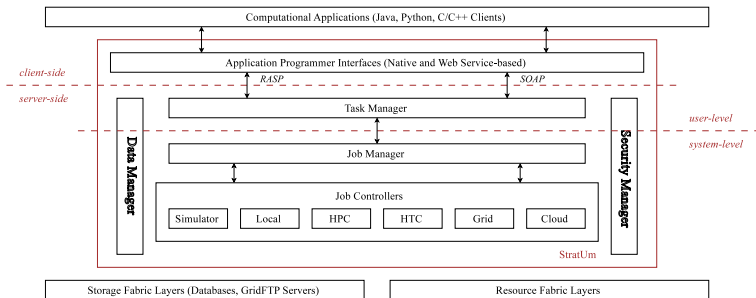 Computational Applications (Java, Python, C/C++ Clients)
Application Programmer Interfaces (Native and Web Service-based)
client-side
RASP
SOAP
server-side
Task Manager
user-level
system-level
Data Manager
Security Manager
Job Manager
Job Controllers
Simulator
Local
HPC
HTC
Grid
Cloud
StratUm
Storage Fabric Layers (Databases, GridFTP Servers)
Resource Fabric Layers